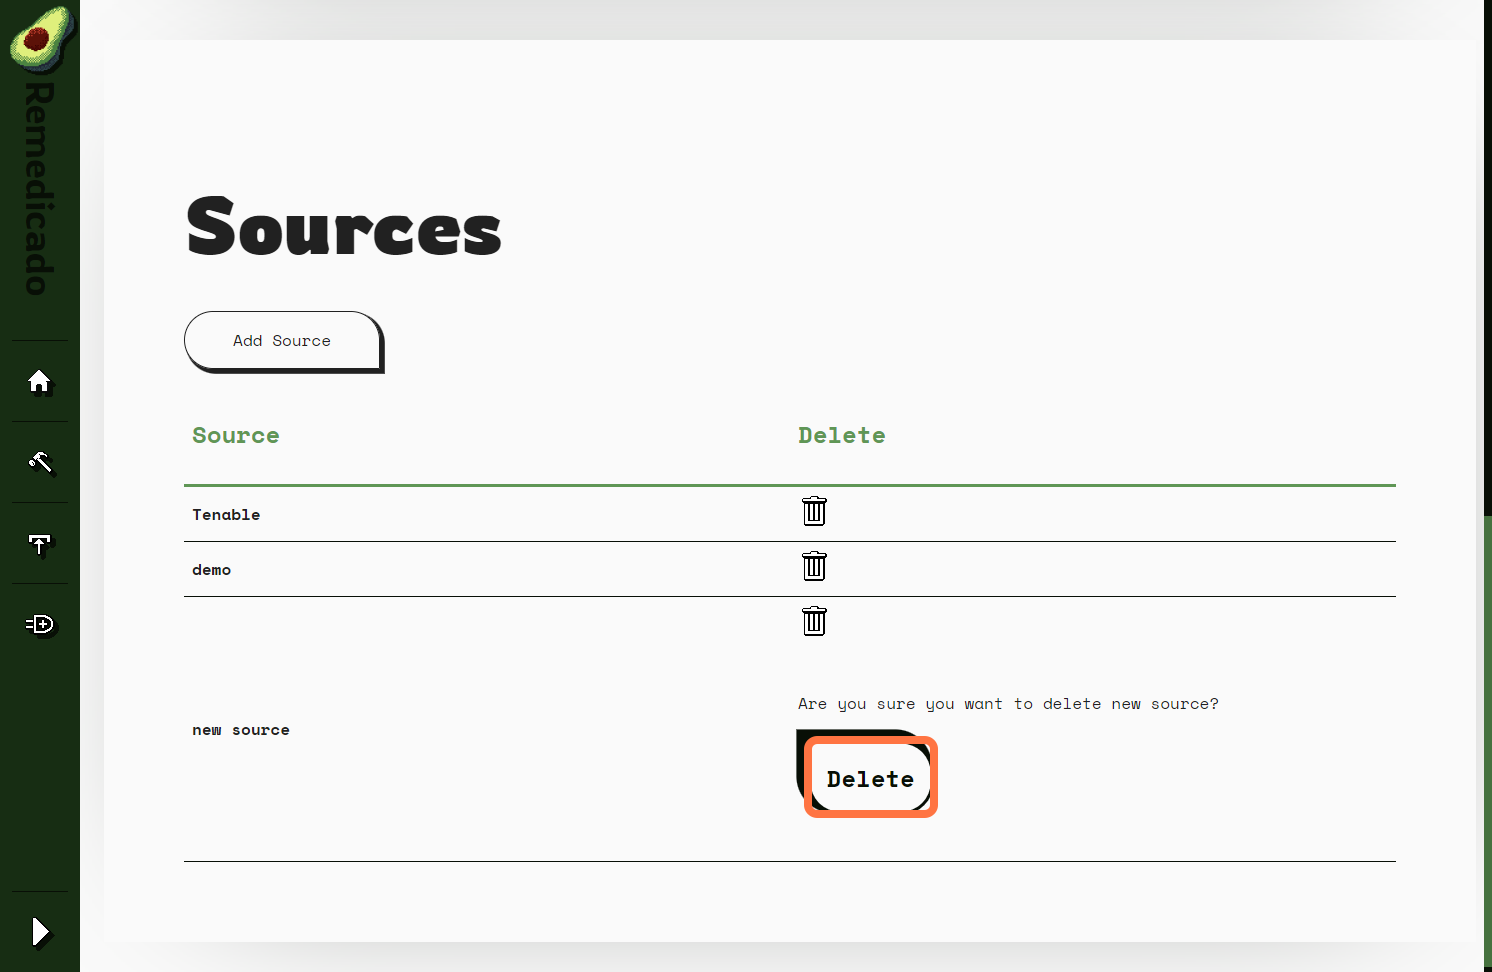 Remedicado
Sources
Add Source
Source Delete
Tenable
demo
Are you sure you want to delete new source?
new source
Delete